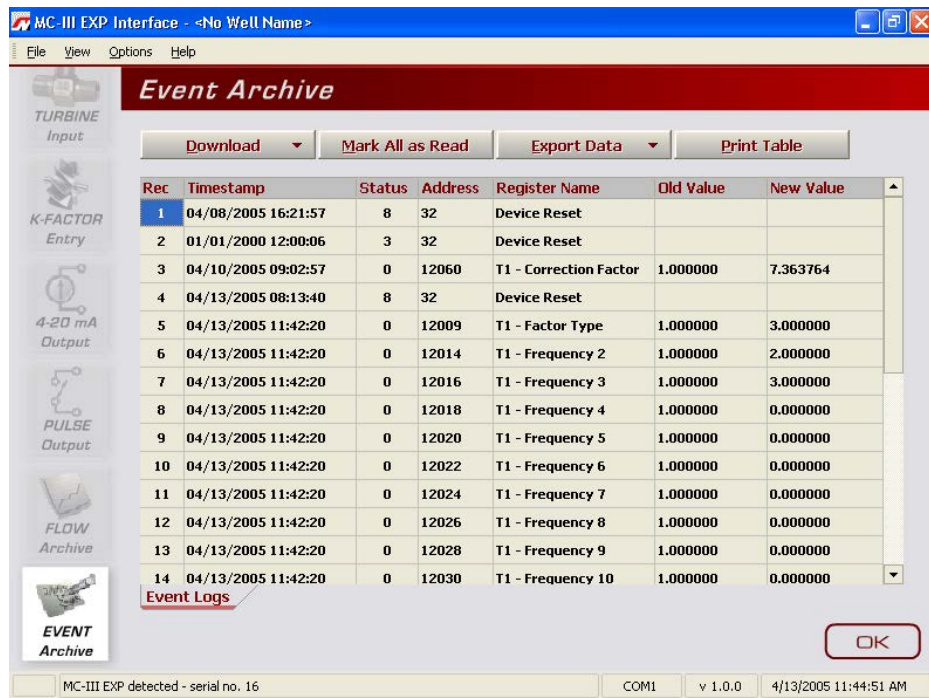 MC-III EXP Interface - <No Well Name>
File View Options Help
TURBINE
Input
K-FACTOR
Entry
4-20 mA
Output
PULSE
Output
FLOW
Archive
EVENT
Archive
Event Archive
Download Mark All as Read Export Data Print Table
Rec Timestamp Status Address Register Name Old Value New Value
1 04/08/2005 16:21:57 8 32 Device Reset
2 01/01/2000 12:00:06 3 32 Device Reset
3 04/10/2005 09:02:57 0 12060 T1 - Correction Factor 1.000000 7.363764
4 04/13/2005 08:13:40 8 32 Device Reset
5 04/13/2005 11:42:20 0 12009 T1 - Factor Type 1.000000 3.000000
6 04/13/2005 11:42:20 0 12014 T1 - Frequency 2 1.000000 2.000000
7 04/13/2005 11:42:20 0 12016 T1 - Frequency 3 1.000000 3.000000
8 04/13/2005 11:42:20 0 12018 T1 - Frequency 4 1.000000 0.000000
9 04/13/2005 11:42:20 0 12020 T1 - Frequency 5 1.000000 0.000000
10 04/13/2005 11:42:20 0 12022 T1 - Frequency 6 1.000000 0.000000
11 04/13/2005 11:42:20 0 12024 T1 - Frequency 7 1.000000 0.000000
12 04/13/2005 11:42:20 0 12026 T1 - Frequency 8 1.000000 0.000000
13 04/13/2005 11:42:20 0 12028 T1 - Frequency 9 1.000000 0.000000
14 04/13/2005 11:42:20 0 12030 T1 - Frequency 10 1.000000 0.000000
Event Logs
OK
MC-III EXP detected - serial no. 16 COM1 v 1.0.0 4/13/2005 11:44:51 AM